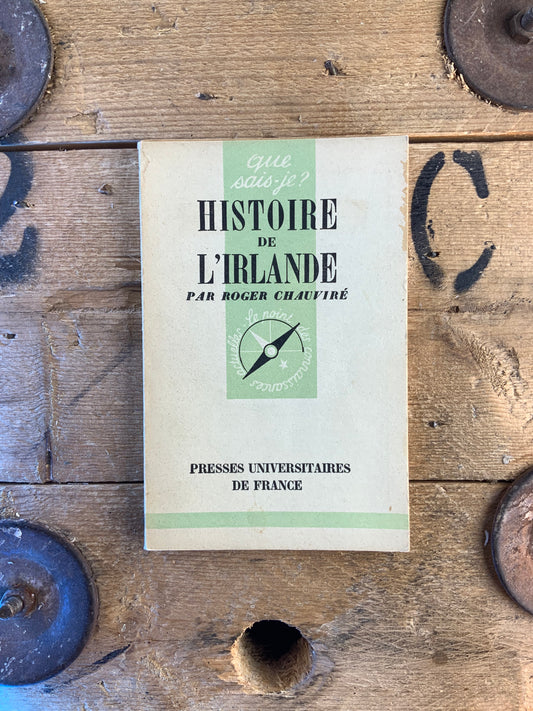 que
sais-je?
HISTOIRE
DE
L'IRLANDE
PAR ROGER CHAUVIRÉ
Le point des connaissances actuelles
PRESSES UNIVERSITAIRES
DE FRANCE
C